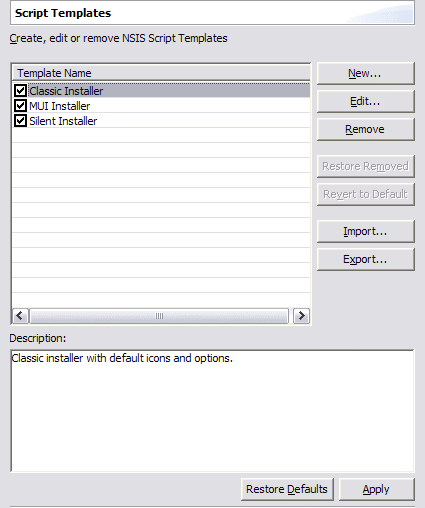 Script Templates
Create, edit or remove NSIS Script Templates
Template Name
Classic Installer
MUI Installer
Silent Installer
New...
Edit...
Remove
Restore Removed
Revert to Default
Import...
Export...
Description:
Classic installer with default icons and options.
Restore Defaults
Apply